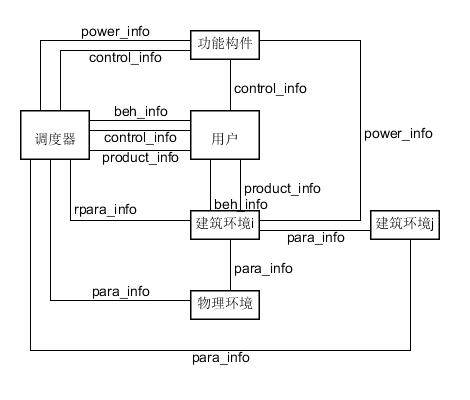 power_info
功能构件
control_info
control_info
beh_info
调度器
control_info
用户
product_info
power_info
product_info
rpara_info
beh_info
建筑环境i
para_info
建筑环境j
para_info
para_info
物理环境
para_info